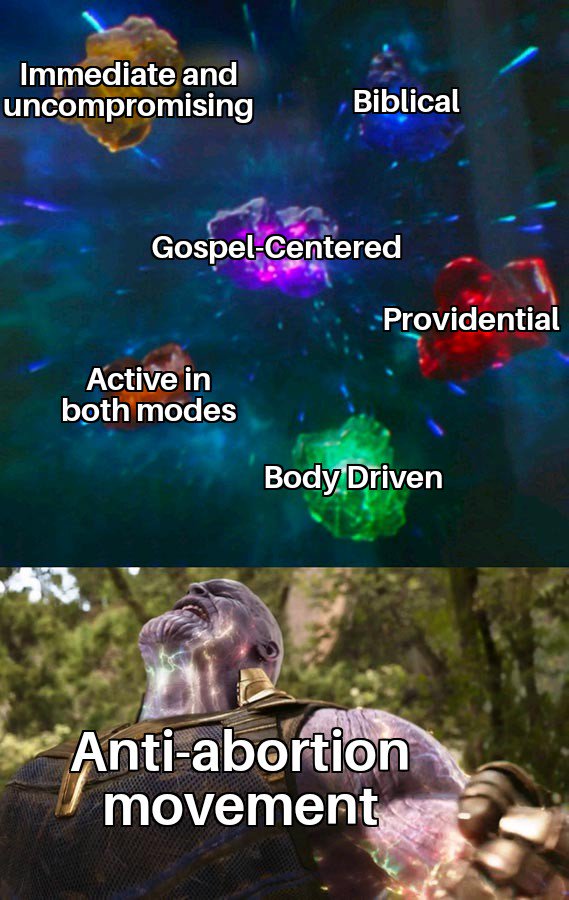 Immediate and
uncompromising
Biblical
Gospel-Centered
Providential
Active in
both modes
Body Driven
Anti-abortion
movement